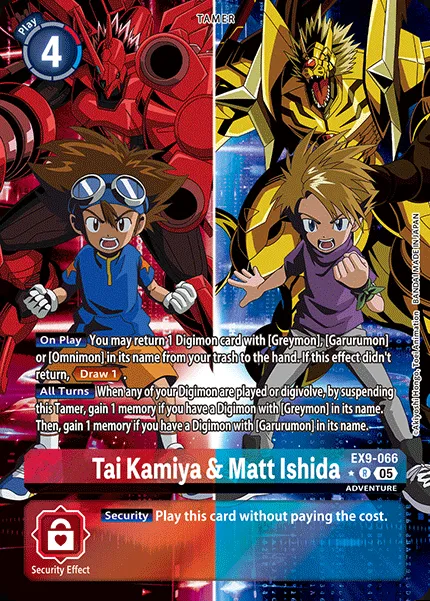 TAMER
Play
4
On Play You may return 1 Digimon card with [Greymon], [Garurumon]
or [Omnimon] in its name from your trash to the hand. If this effect didn't
return, Draw 1
All Turns When any of your Digimon are played or digivolve, by suspending
this Tamer, gain 1 memory if you have a Digimon with [Greymon] in its name.
Then, gain 1 memory if you have a Digimon with [Garurumon] in its name.
©Akiyoshi Hongo, Toei Animation BANDAI MADE IN JAPAN
Tai Kamiya & Matt Ishida
EX9-066
R 05
ADVENTURE
Security Play this card without paying the cost.
Security Effect